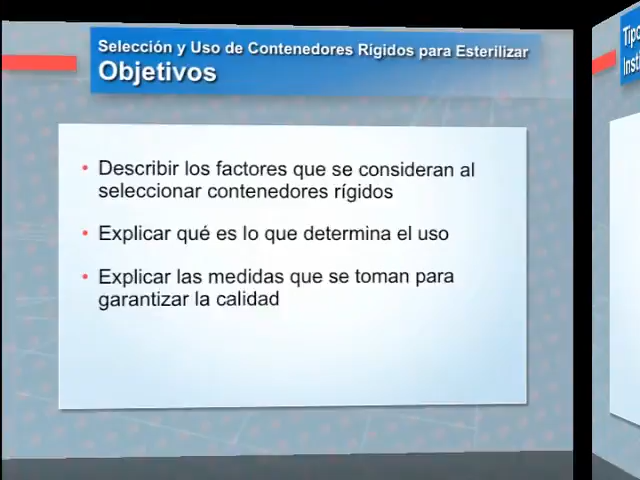 Selección y Uso de Contenedores Rígidos para Esterilizar
Objetivos
• Describir los factores que se consideran al
seleccionar contenedores rígidos
• Explicar qué es lo que determina el uso
• Explicar las medidas que se toman para
garantizar la calidad